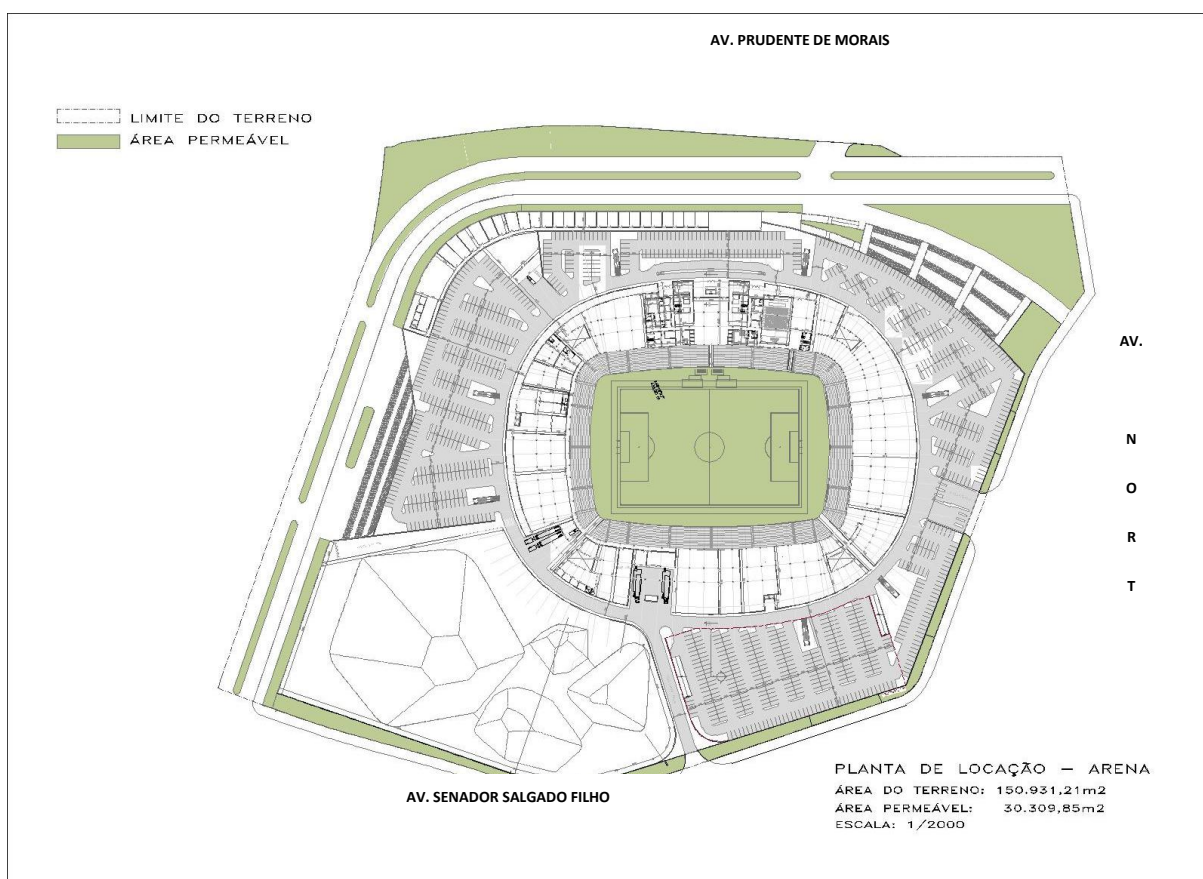 AV. PRUDENTE DE MORAIS
LIMITE DO TERRENO
ÁREA PERMEÁVEL
AV.
N
O
R
T
AV. SENADOR SALGADO FILHO
PLANTA DE LOCAÇÃO – ARENA
ÁREA DO TERRENO: 150.931,21m2
ÁREA PERMEÁVEL: 30.309,85m2
ESCALA: 1/2000